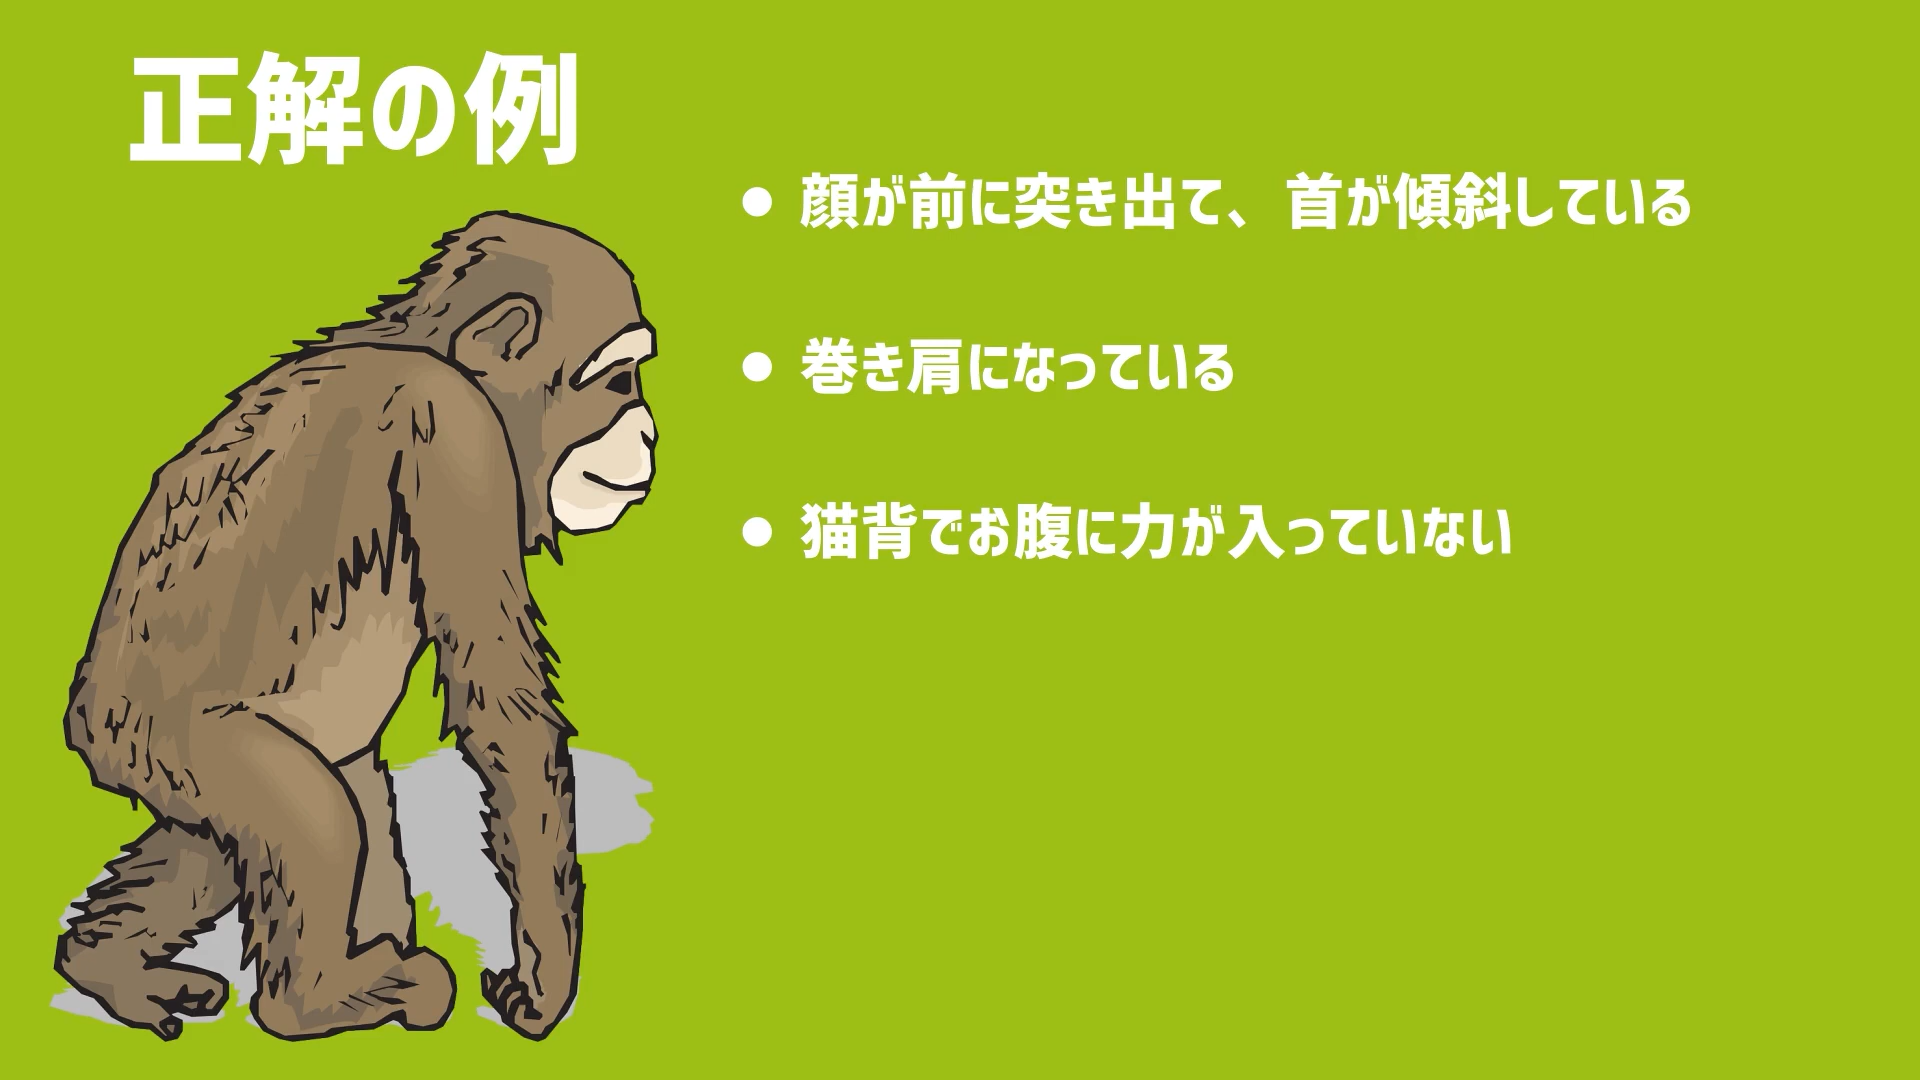 正解の例
● 顔が前に突き出て、首が傾斜している
● 巻き肩になっている
● 猫背でお腹に力が入っていない